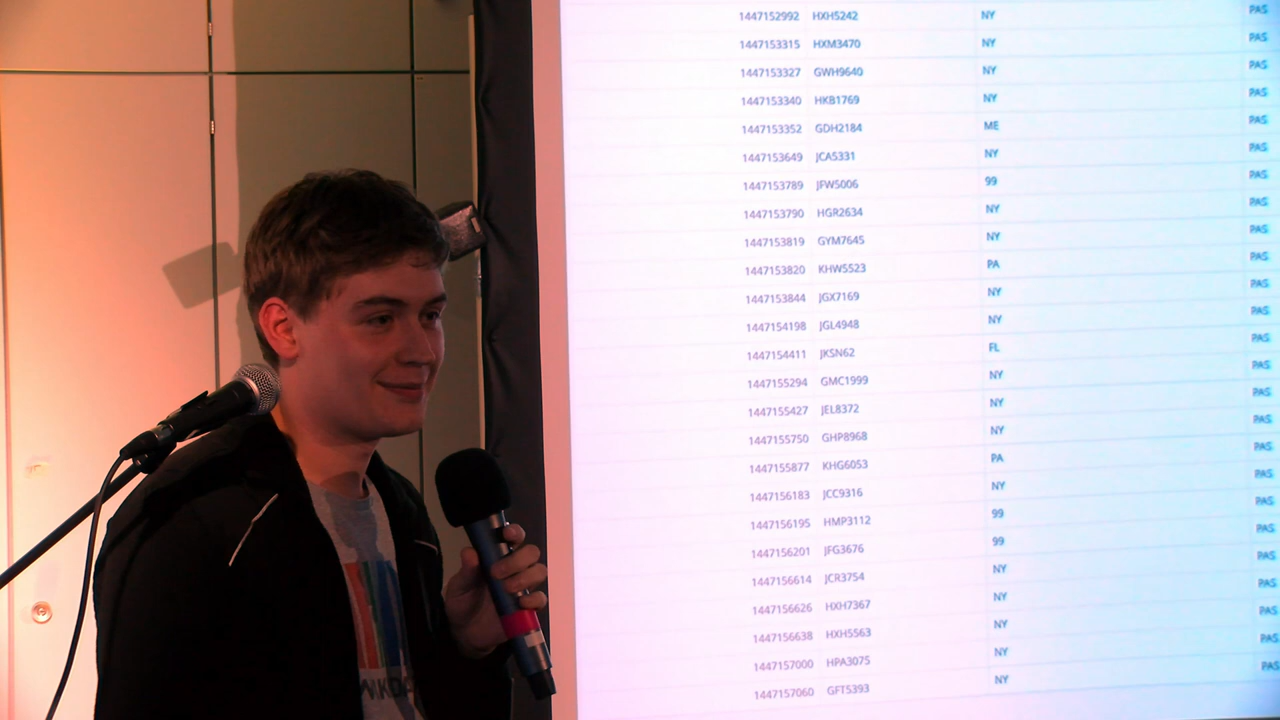 1447152992 HXH5242 NY PAS
1447153315 HXM3470 NY PAS
1447153327 GWH9640 NY PAS
1447153340 HKB1769 NY PAS
1447153352 GDH2184 ME PAS
1447153649 JCA5331 NY PAS
1447153789 JFW5006 99 PAS
1447153790 HGR2634 NY PAS
1447153819 GYM7645 NY PAS
1447153820 KHW5523 PA PAS
1447153844 JGX7169 NY PAS
1447154198 JGL4948 NY PAS
1447154411 JKSN62 FL PAS
1447155294 GMC1999 NY PAS
1447155427 JEL8372 NY PAS
1447155750 GHP8968 NY PAS
1447155877 KHG6053 PA PAS
1447156183 JCC9316 NY PAS
1447156195 HMP3112 99 PAS
1447156201 JFG3676 99 PAS
1447156614 JCR3754 NY PAS
1447156626 HXH7367 NY PAS
1447156638 HXH5563 NY PAS
1447157000 HPA3075 NY PAS
1447157060 GFT5393 NY